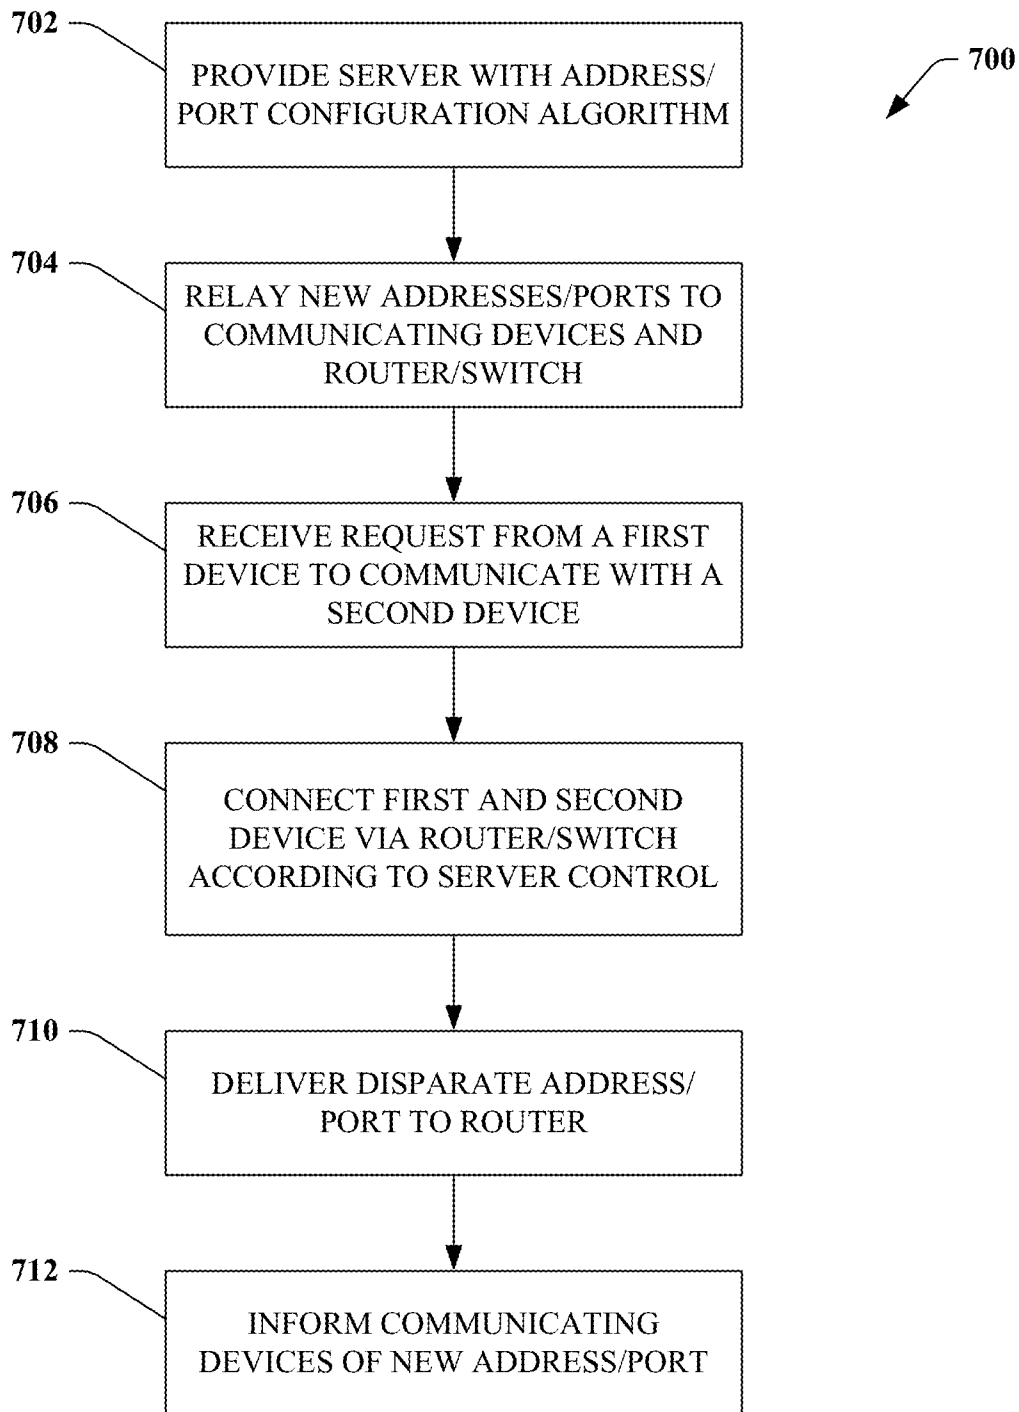 702
700
PROVIDE SERVER WITH ADDRESS/
PORT CONFIGURATION ALGORITHM
704
RELAY NEW ADDRESSES/PORTS TO
COMMUNICATING DEVICES AND
ROUTER/SWITCH
706
RECEIVE REQUEST FROM A FIRST
DEVICE TO COMMUNICATE WITH A
SECOND DEVICE
708
CONNECT FIRST AND SECOND
DEVICE VIA ROUTER/SWITCH
ACCORDING TO SERVER CONTROL
710
DELIVER DISPARATE ADDRESS/
PORT TO ROUTER
712
INFORM COMMUNICATING
DEVICES OF NEW ADDRESS/PORT